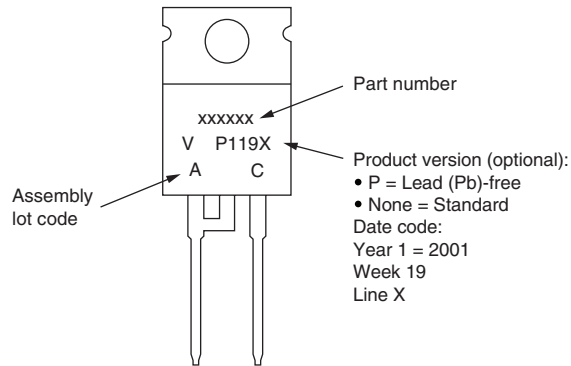 Part number
xxxxxx
V P119X
A C
Assembly
lot code
Product version (optional):
• P = Lead (Pb)-free
• None = Standard
Date code:
Year 1 = 2001
Week 19
Line X